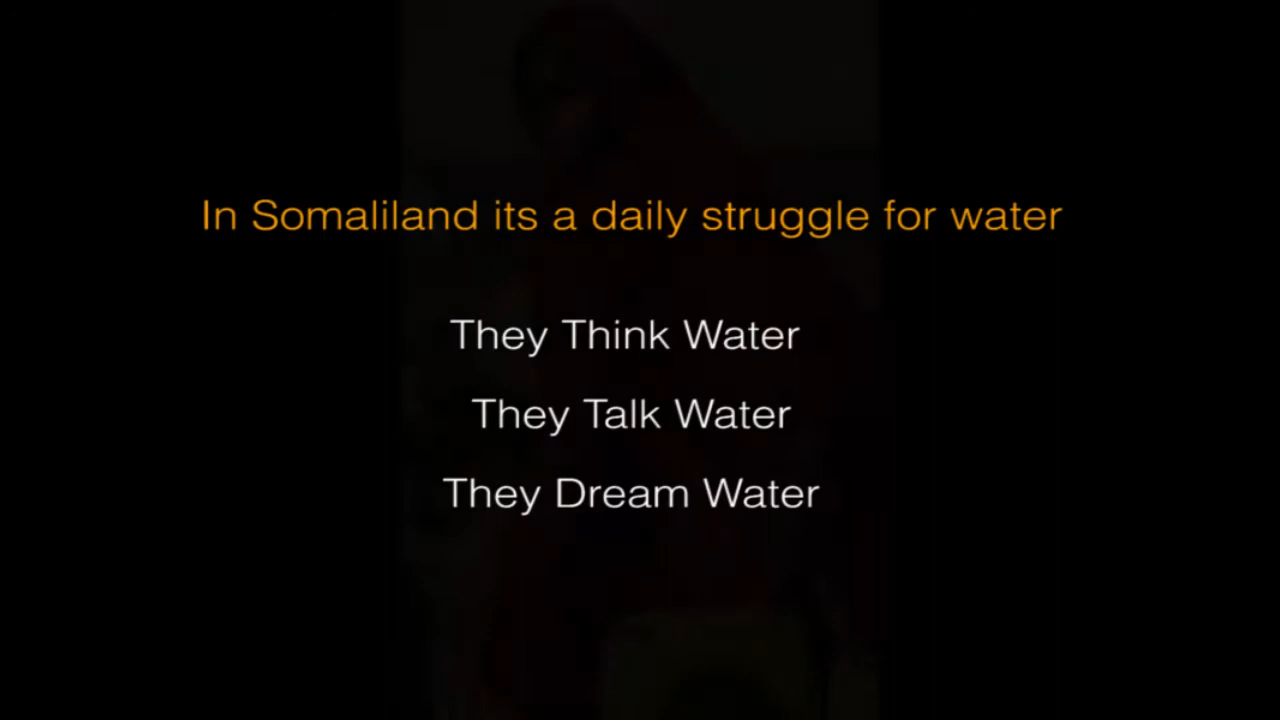 In Somaliland its a daily struggle for water
They Think Water
They Talk Water
They Dream Water